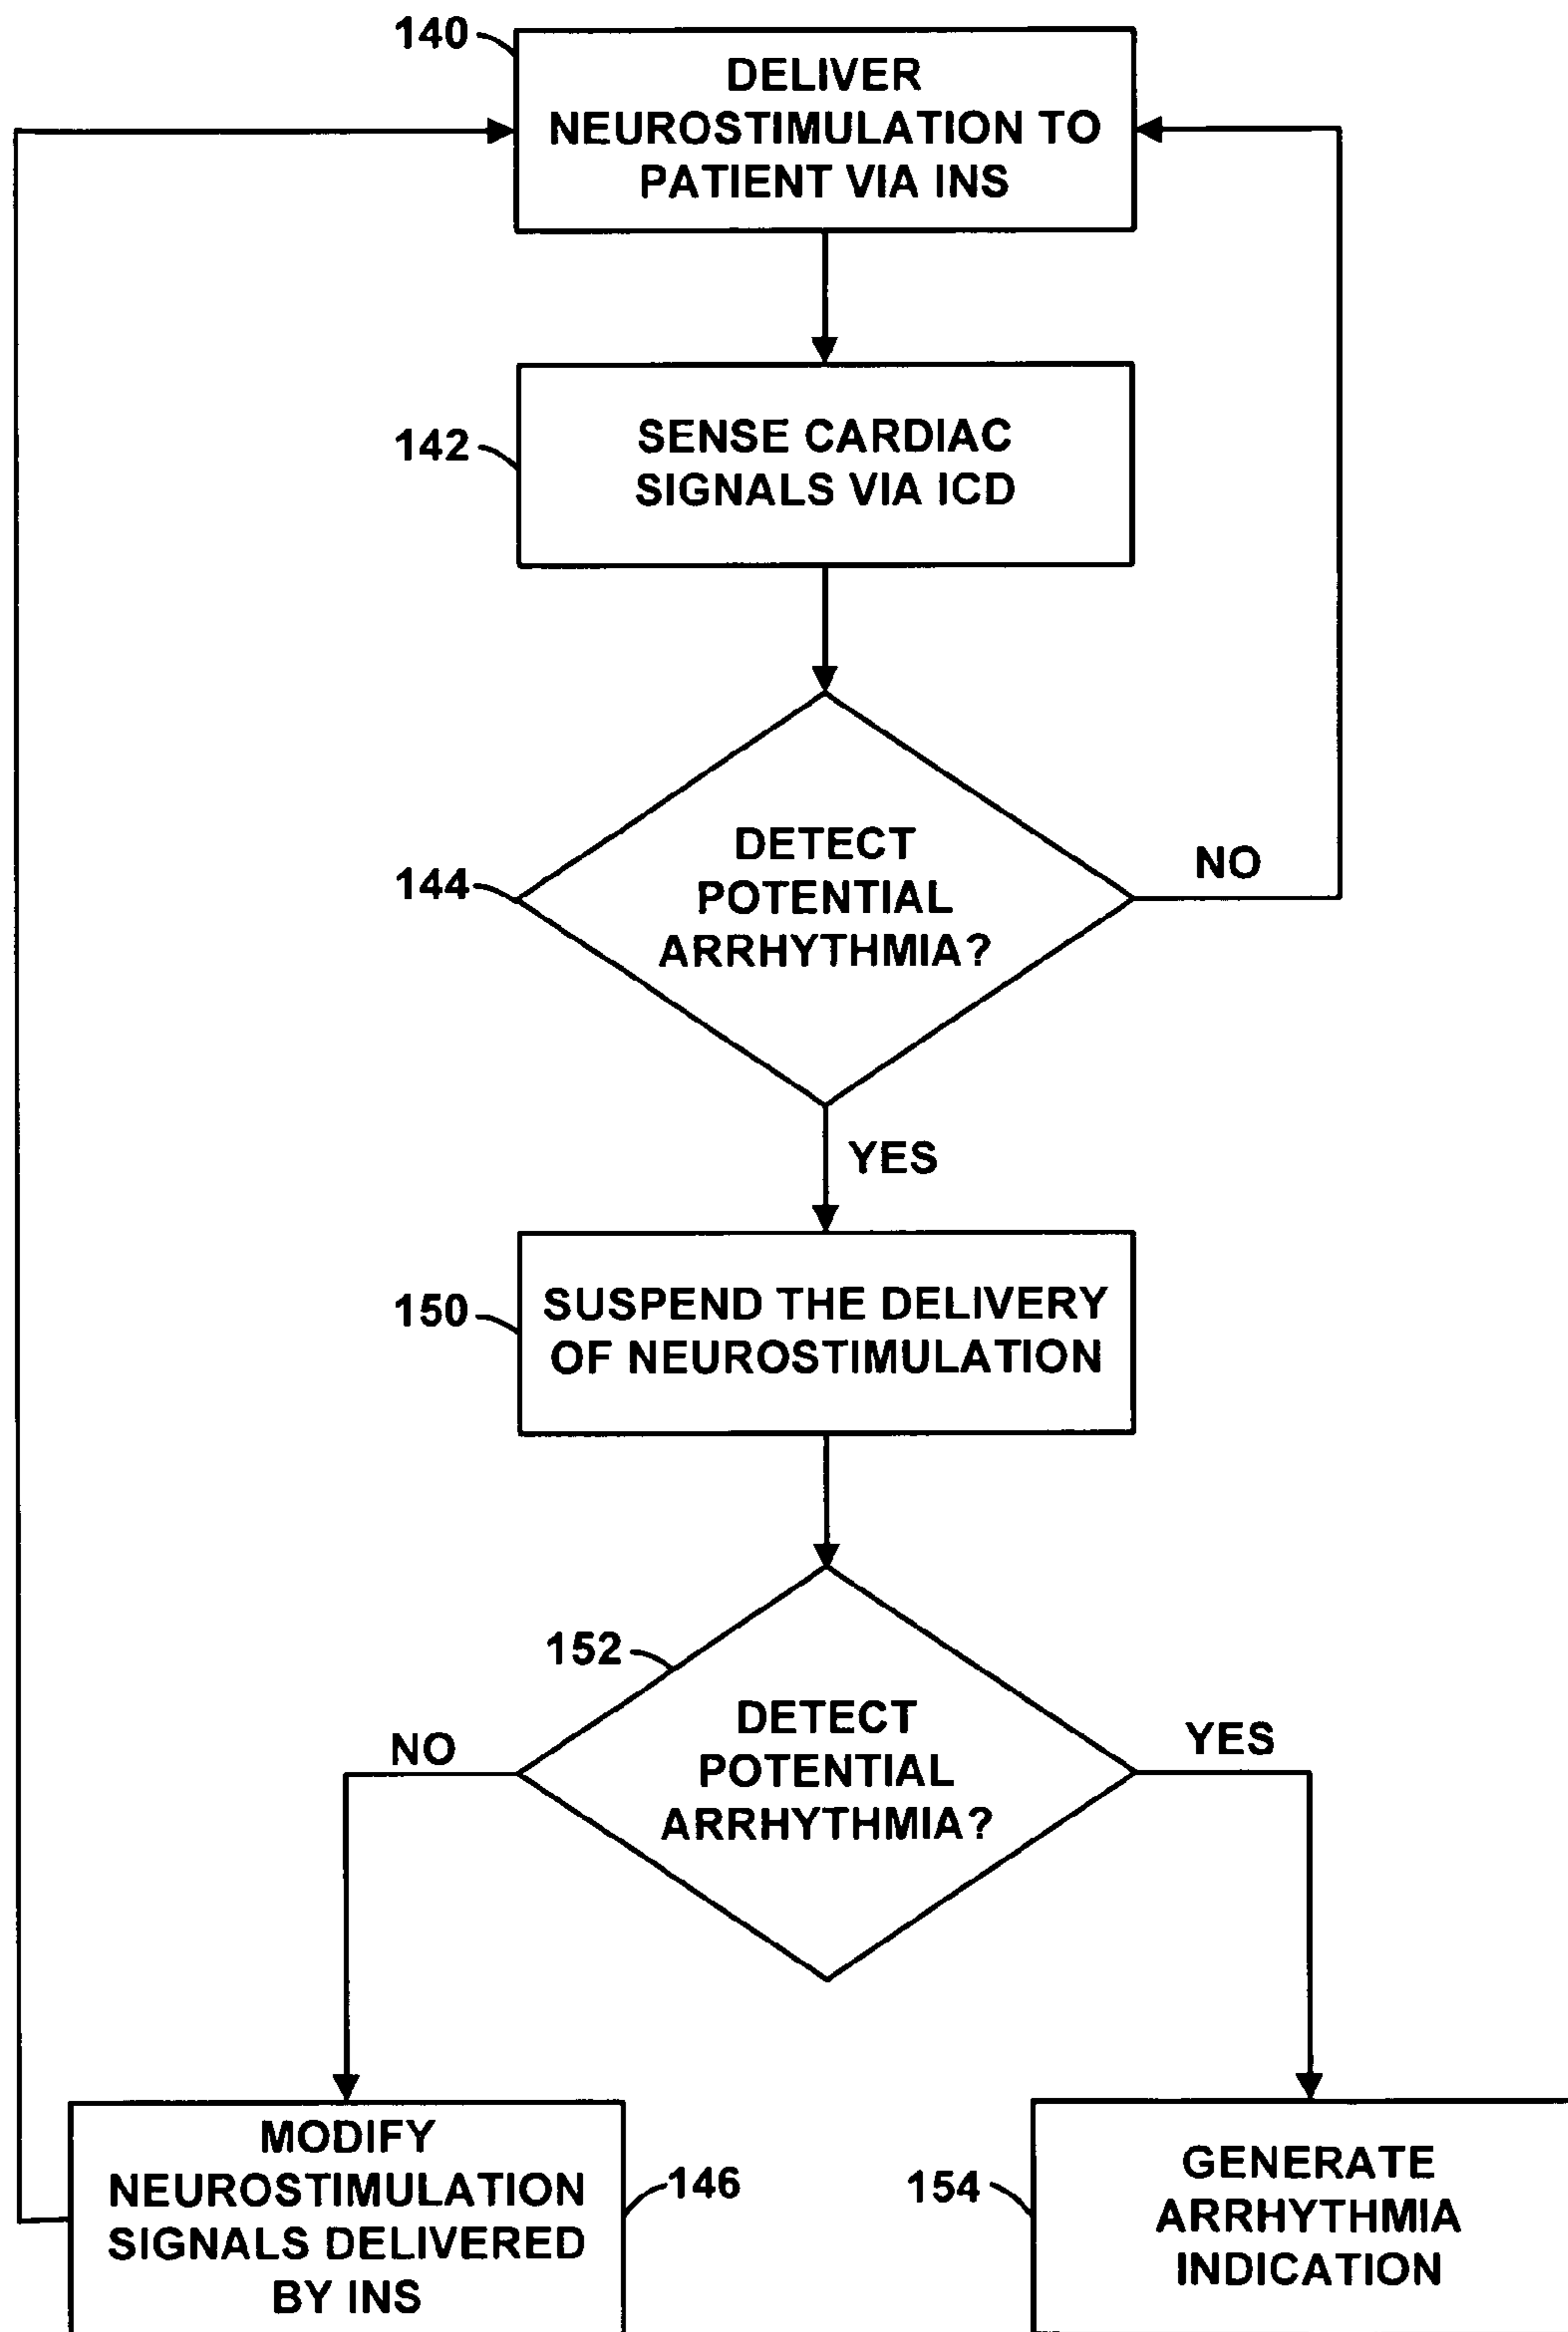 140
DELIVER
NEUROSTIMULATION TO
PATIENT VIA INS
142
SENSE CARDIAC
SIGNALS VIA ICD
144
DETECT
POTENTIAL
ARRHYTHMIA?
NO
YES
150
SUSPEND THE DELIVERY
OF NEUROSTIMULATION
152
DETECT
POTENTIAL
ARRHYTHMIA?
NO
YES
MODIFY
NEUROSTIMULATION
SIGNALS DELIVERED
BY INS
146
154
GENERATE
ARRHYTHMIA
INDICATION